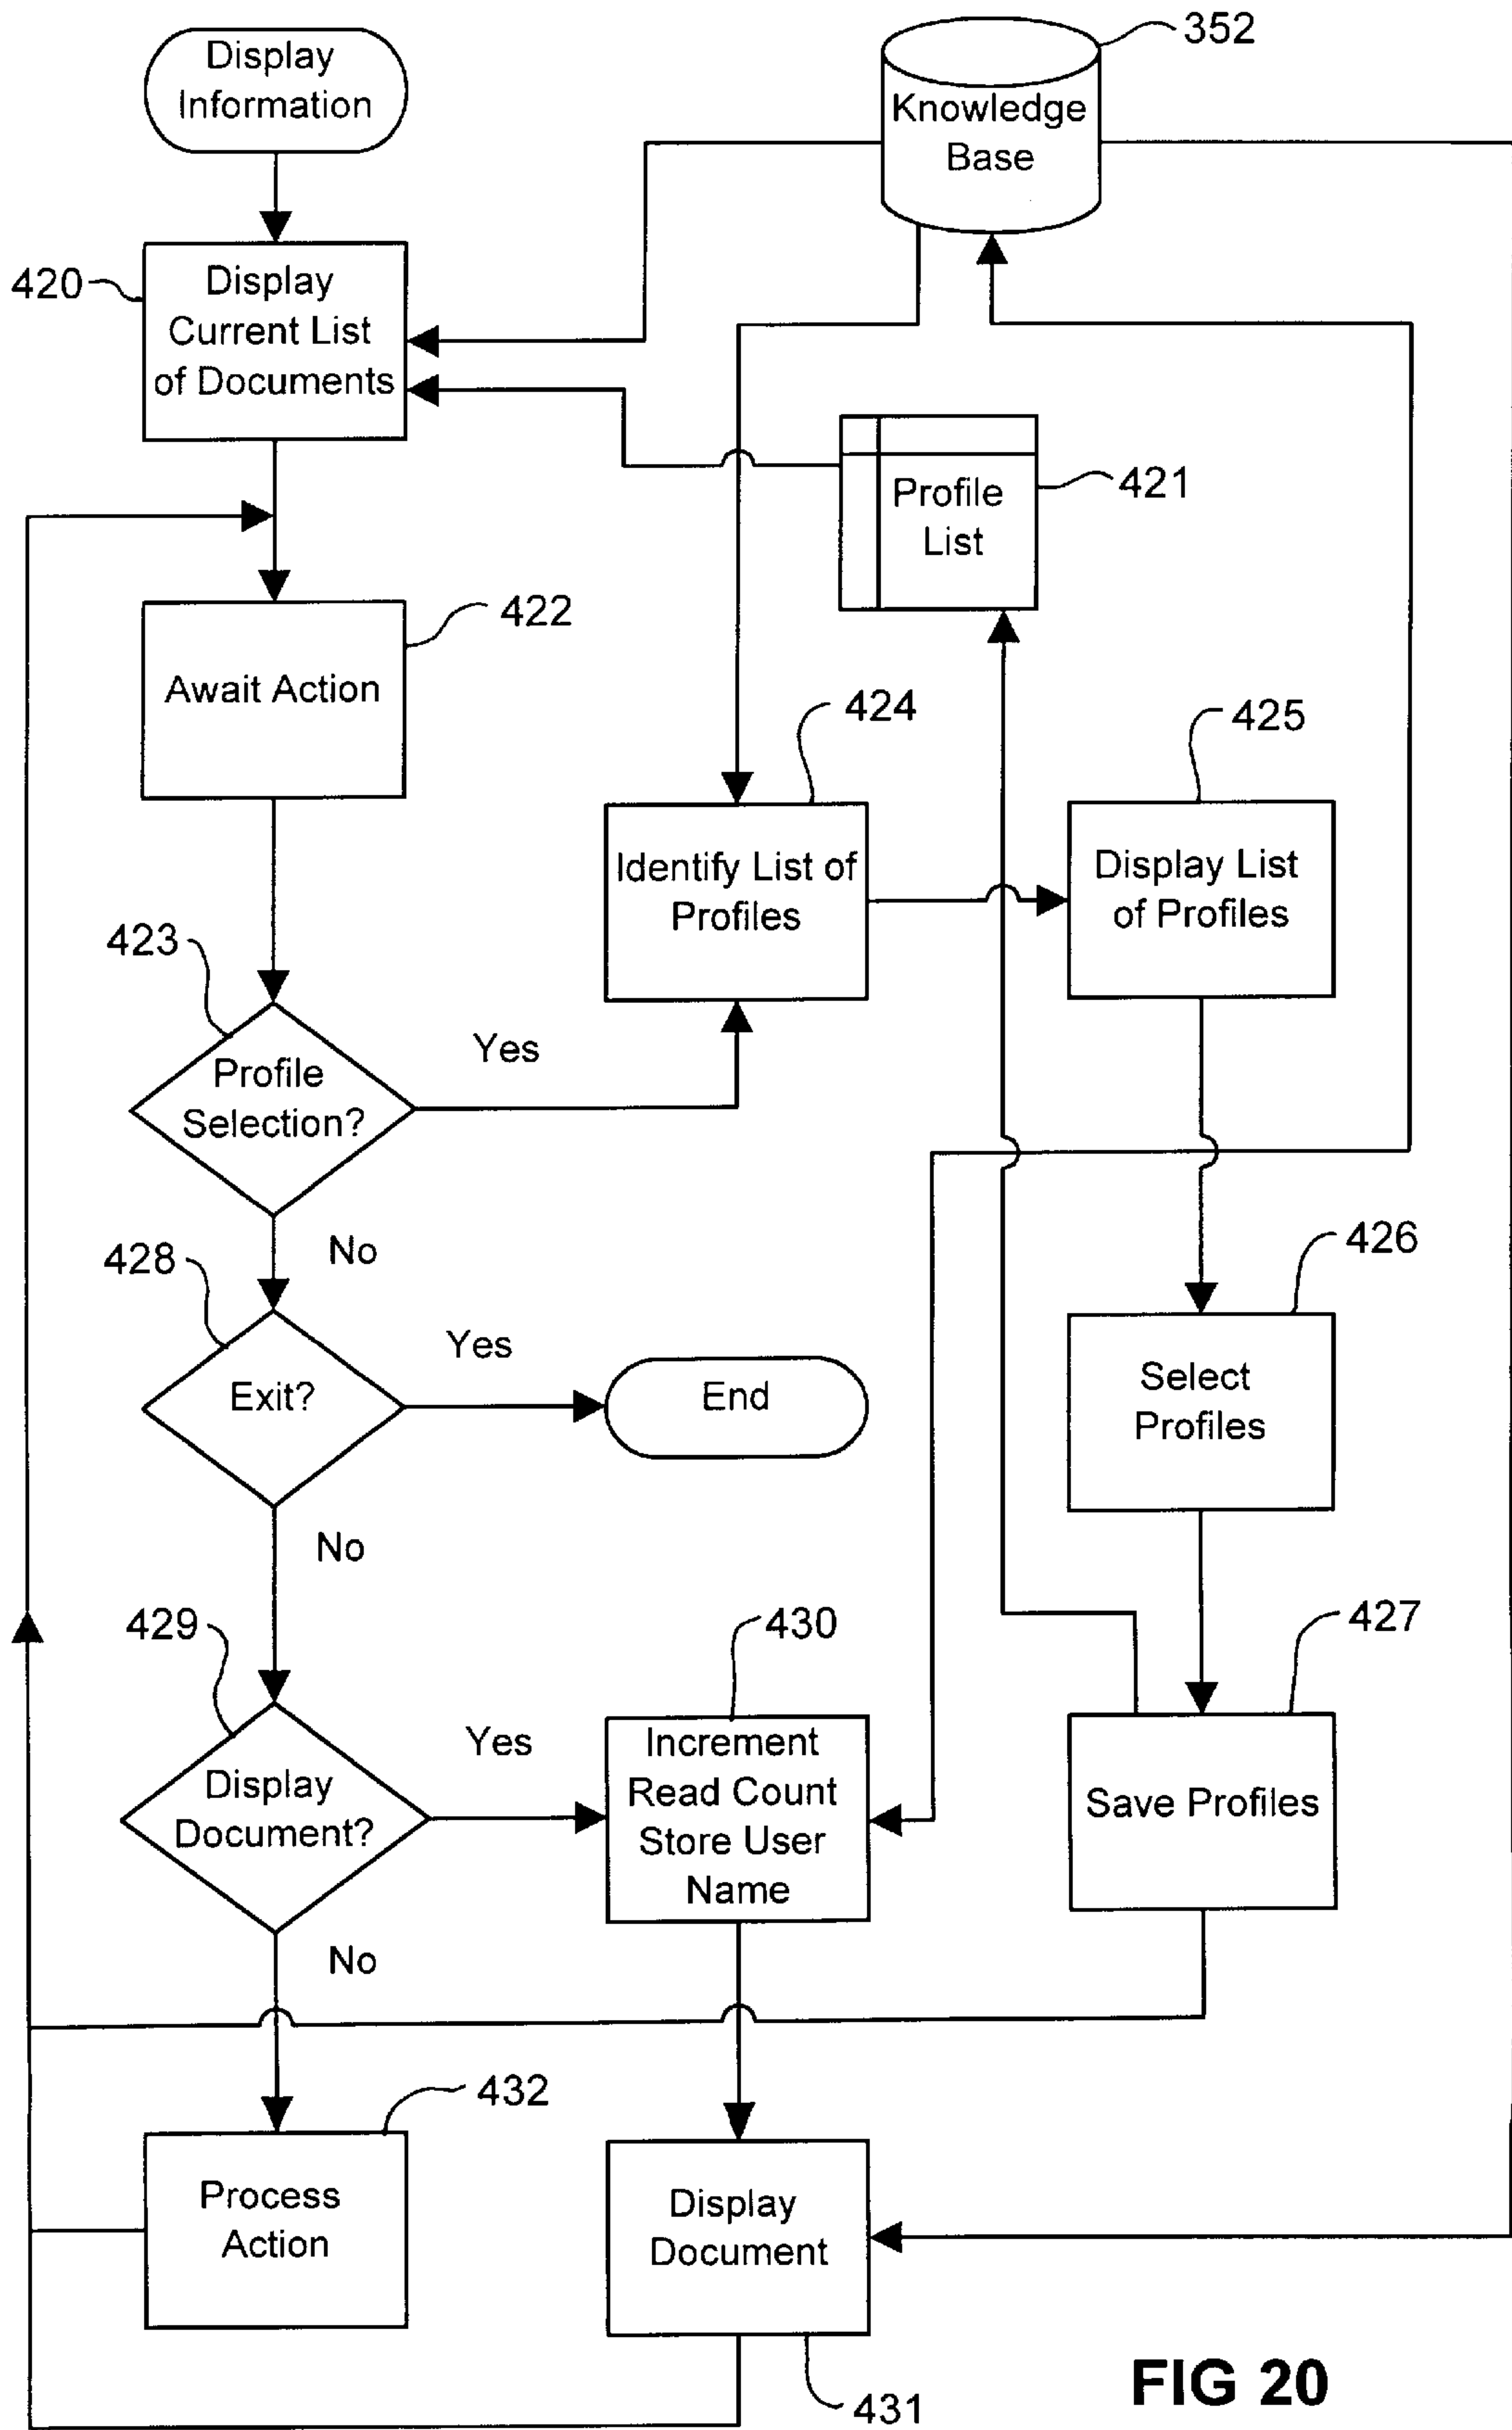 Display
Information
352
Knowledge
Base
420
Display
Current List
of Documents
Profile
List
421
422
Await Action
424
425
Identify List of
Profiles
Display List
of Profiles
423
Profile
Selection?
Yes
No
428
426
Exit?
Yes
End
Select
Profiles
No
429
430
427
Display
Document?
Yes
Increment
Read Count
Store User
Name
Save Profiles
No
432
Process
Action
Display
Document
431
FIG 20